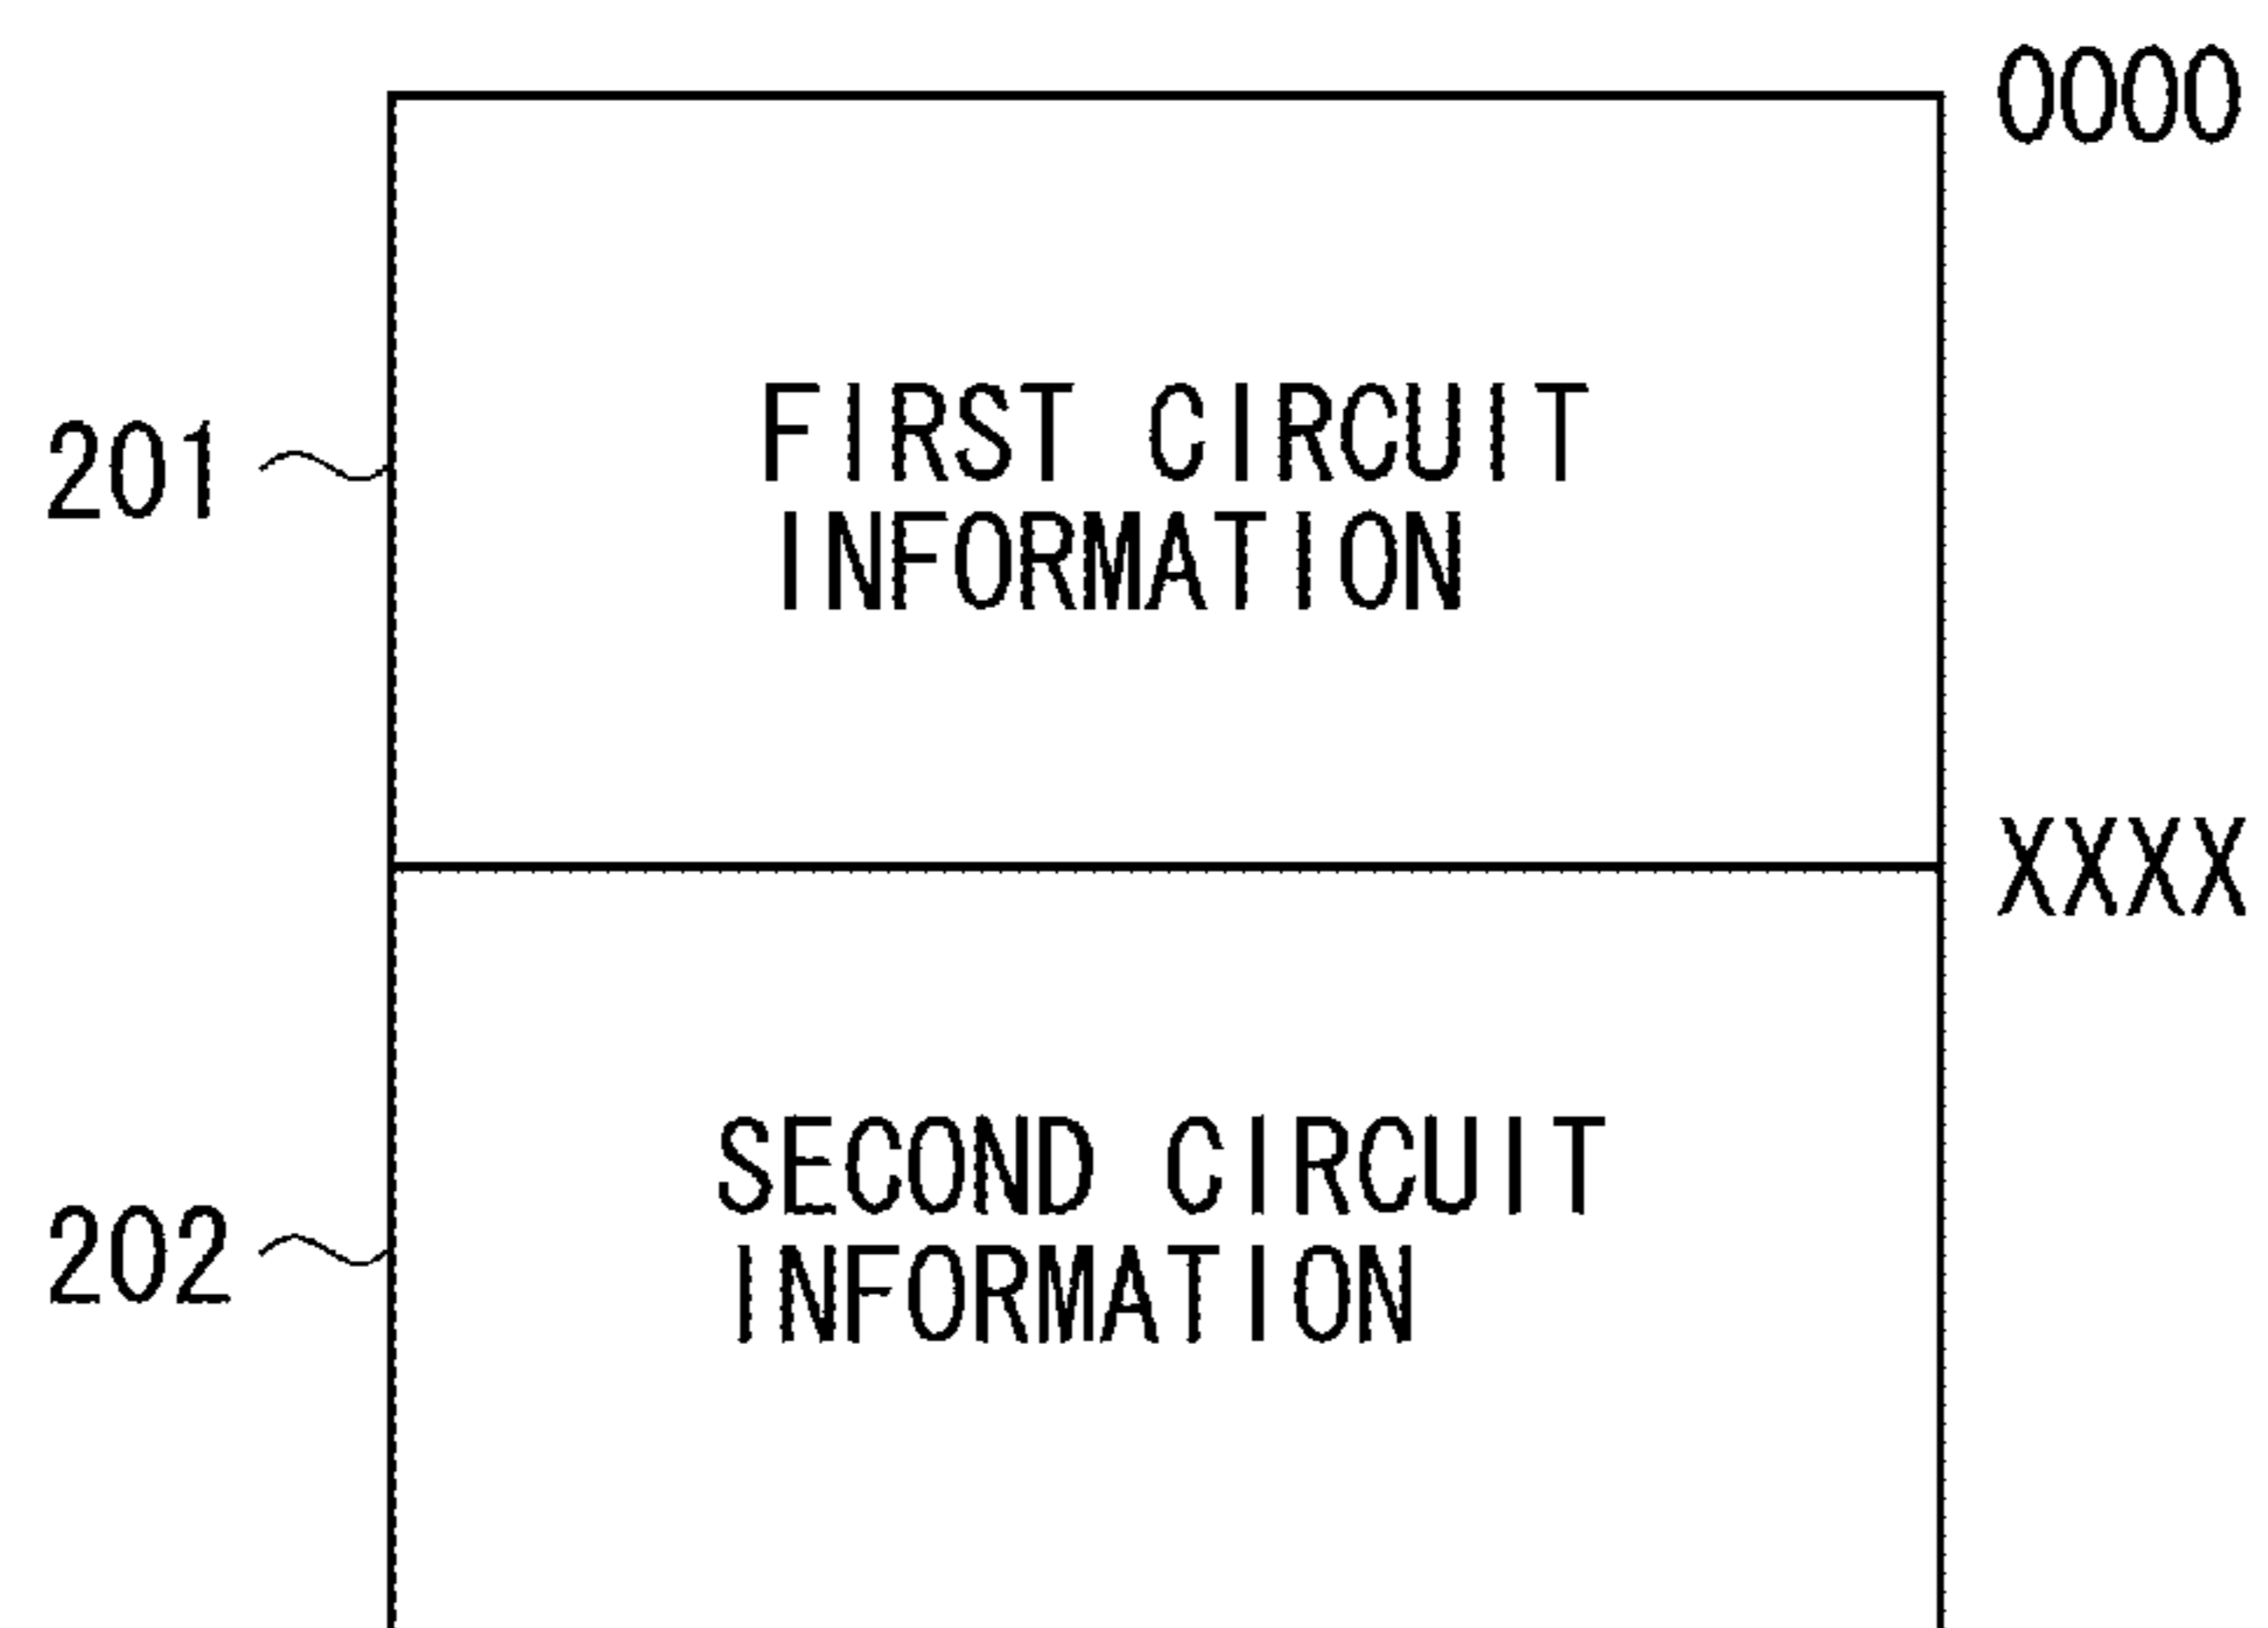 0000
201
FIRST CIRCUIT
INFORMATION
XXXX
202
SECOND CIRCUIT
INFORMATION